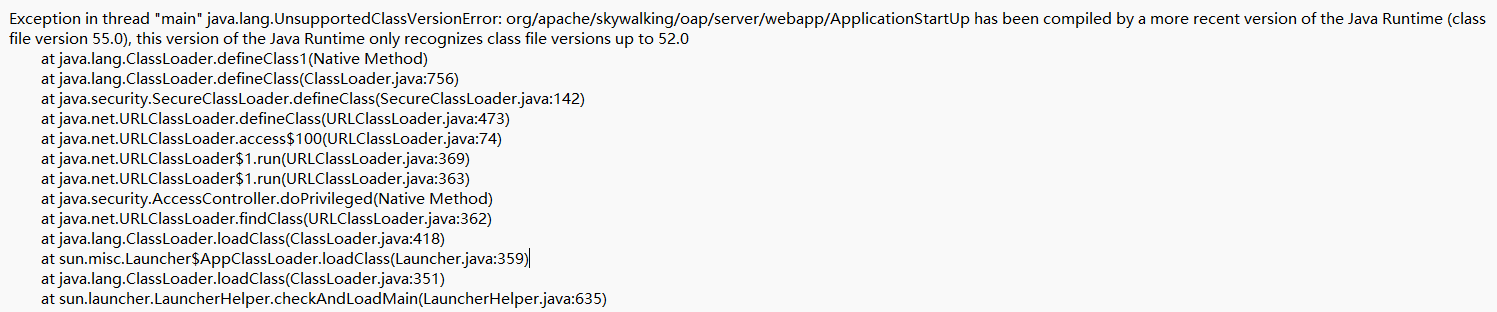 Exception in thread "main" java.lang.UnsupportedClassVersionError: org/apache/skywalking/oap/server/webapp/ApplicationStartUp has been compiled by a more recent version of the Java Runtime (class
file version 55.0), this version of the Java Runtime only recognizes class file versions up to 52.0
at java.lang.ClassLoader.defineClass1(Native Method)
at java.lang.ClassLoader.defineClass(ClassLoader.java:756)
at java.security.SecureClassLoader.defineClass(SecureClassLoader.java:142)
at java.net.URLClassLoader.defineClass(URLClassLoader.java:473)
at java.net.URLClassLoader.access$100(URLClassLoader.java:74)
at java.net.URLClassLoader$1.run(URLClassLoader.java:369)
at java.net.URLClassLoader$1.run(URLClassLoader.java:363)
at java.security.AccessController.doPrivileged(Native Method)
at java.net.URLClassLoader.findClass(URLClassLoader.java:362)
at java.lang.ClassLoader.loadClass(ClassLoader.java:418)
at sun.misc.Launcher$AppClassLoader.loadClass(Launcher.java:359)
at java.lang.ClassLoader.loadClass(ClassLoader.java:351)
at sun.launcher.LauncherHelper.checkAndLoadMain(LauncherHelper.java:635)